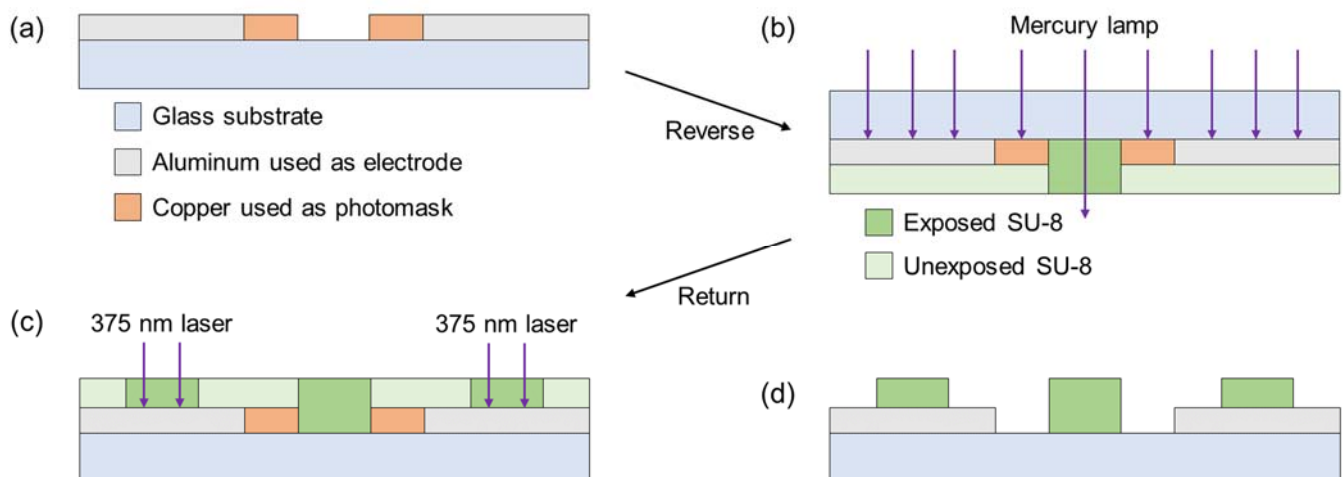 (a)
Glass substrate
Aluminum used as electrode
Copper used as photomask
Reverse
(b)
Mercury lamp
Exposed SU-8
Unexposed SU-8
Return
(c)
375 nm laser
375 nm laser
(d)